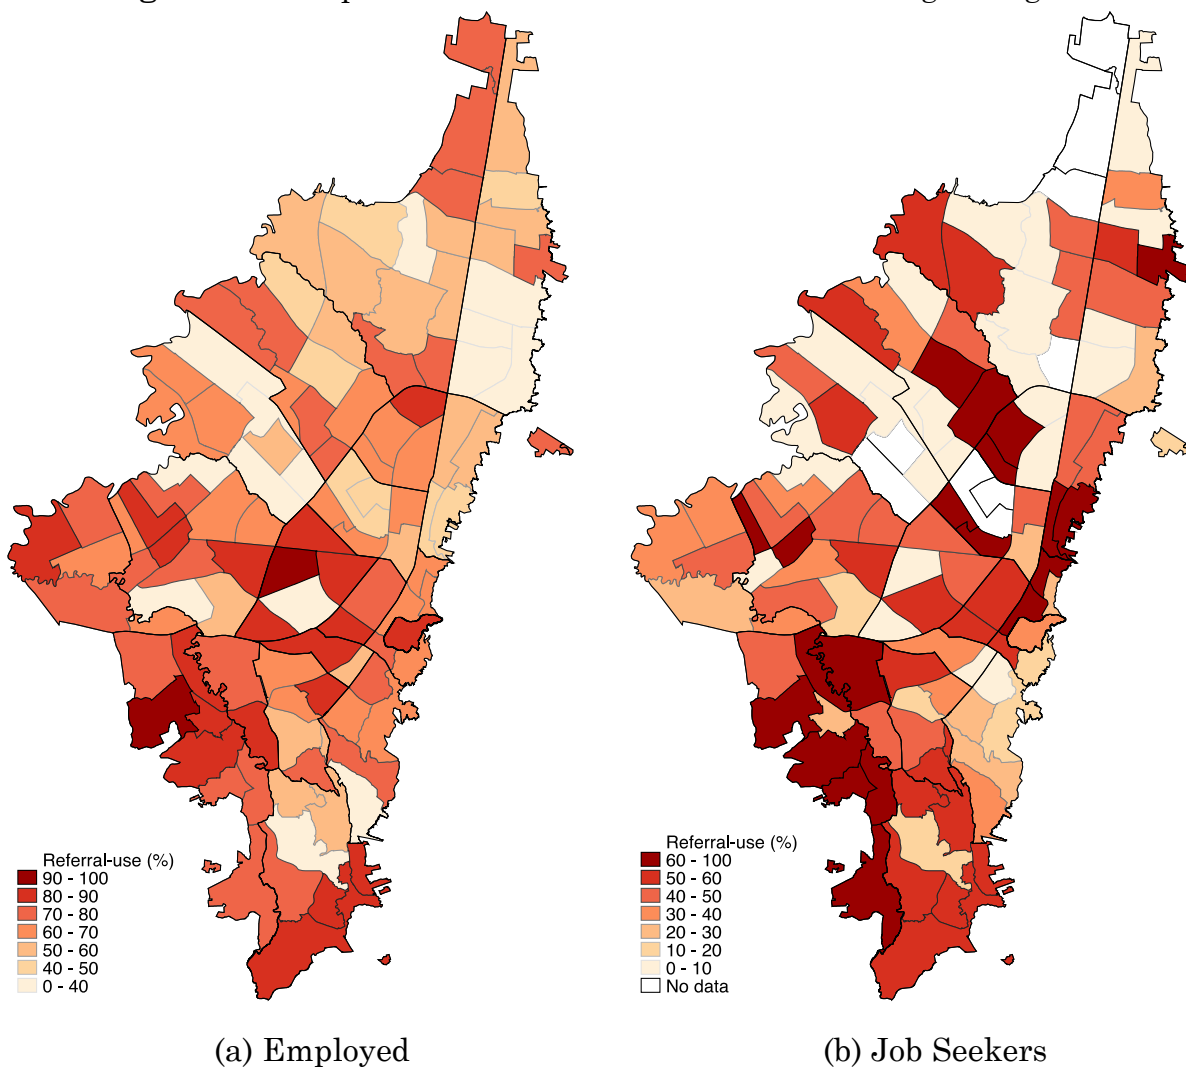 Referral-use (%)
90 - 100
80 - 90
70 - 80
60 - 70
50 - 60
40 - 50
0 - 40
Referral-use (%)
60 - 100
50 - 60
40 - 50
30 - 40
20 - 30
10 - 20
0 - 10
No data
(a) Employed
(b) Job Seekers